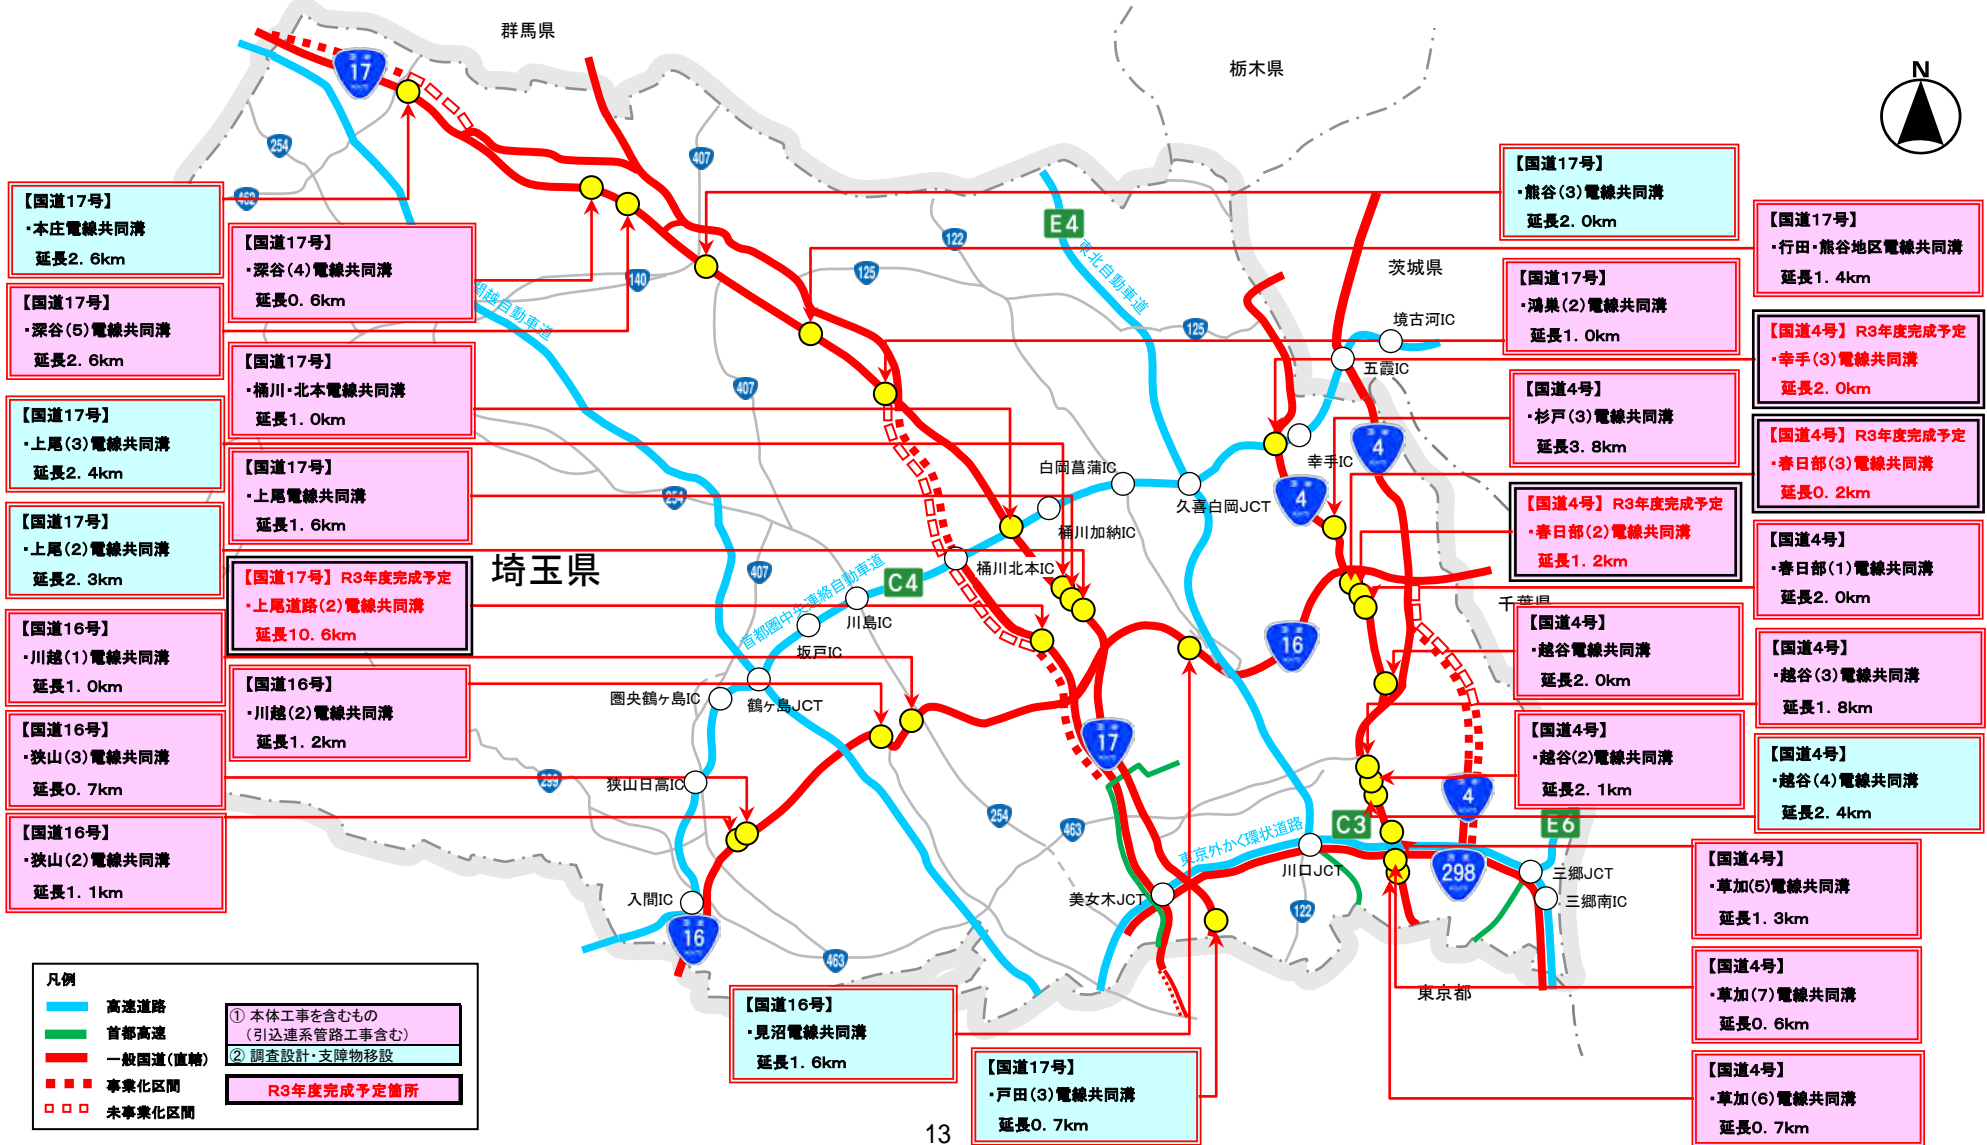 群馬県
栃木県
N
茨城県
千葉県
東京都
埼玉県
【国道17号】
・本庄電線共同溝
延長2．6km
【国道17号】
・深谷(4)電線共同溝
延長0．6km
【国道17号】
・深谷(5)電線共同溝
延長2．6km
【国道17号】
・桶川・北本電線共同溝
延長1．0km
【国道17号】
・上尾(3)電線共同溝
延長2．4km
【国道17号】
・上尾電線共同溝
延長1．6km
【国道17号】
・上尾(2)電線共同溝
延長2．3km
【国道17号】R3年度完成予定
・上尾道路(2)電線共同溝
延長10．6km
【国道16号】
・川越(1)電線共同溝
延長1．0km
【国道16号】
・川越(2)電線共同溝
延長1．2km
【国道16号】
・狭山(3)電線共同溝
延長0．7km
【国道16号】
・狭山(2)電線共同溝
延長1．1km
【国道17号】
・熊谷(3)電線共同溝
延長2．0km
【国道17号】
・行田・熊谷地区電線共同溝
延長1．4km
【国道17号】
・鴻巣(2)電線共同溝
延長1．0km
【国道4号】R3年度完成予定
・幸手(3)電線共同溝
延長2．0km
【国道4号】
・杉戸(3)電線共同溝
延長3．8km
【国道4号】R3年度完成予定
・春日部(3)電線共同溝
延長0．2km
【国道4号】R3年度完成予定
・春日部(2)電線共同溝
延長1．2km
【国道4号】
・春日部(1)電線共同溝
延長2．0km
【国道4号】
・越谷電線共同溝
延長2．0km
【国道4号】
・越谷(3)電線共同溝
延長1．8km
【国道4号】
・越谷(2)電線共同溝
延長2．1km
【国道4号】
・越谷(4)電線共同溝
延長2．4km
【国道4号】
・草加(5)電線共同溝
延長1．3km
【国道4号】
・草加(7)電線共同溝
延長0．6km
【国道4号】
・草加(6)電線共同溝
延長0．7km
【国道16号】
・見沼電線共同溝
延長1．6km
【国道17号】
・戸田(3)電線共同溝
延長0．7km
17
254
462
407
140
122
125
125
407
254
407
299
254
463
463
122
E4
C4
C3
E6
4
4
16
17
4
298
16
関越自動車道
東北自動車道
首都圏中央連絡自動車道
東京外かく環状道路
境古河IC
五霞IC
幸手IC
久喜白岡JCT
白岡菖蒲IC
桶川加納IC
桶川北本IC
川島IC
坂戸IC
圏央鶴ヶ島IC
鶴ヶ島JCT
狭山日高IC
入間IC
美女木JCT
川口JCT
三郷JCT
三郷南IC
凡例
高速道路
首都高速
一般国道(直轄)
事業化区間
未事業化区間
① 本体工事を含むもの
(引込連系管路工事含む)
② 調査設計・支障物移設
R3年度完成予定箇所
13